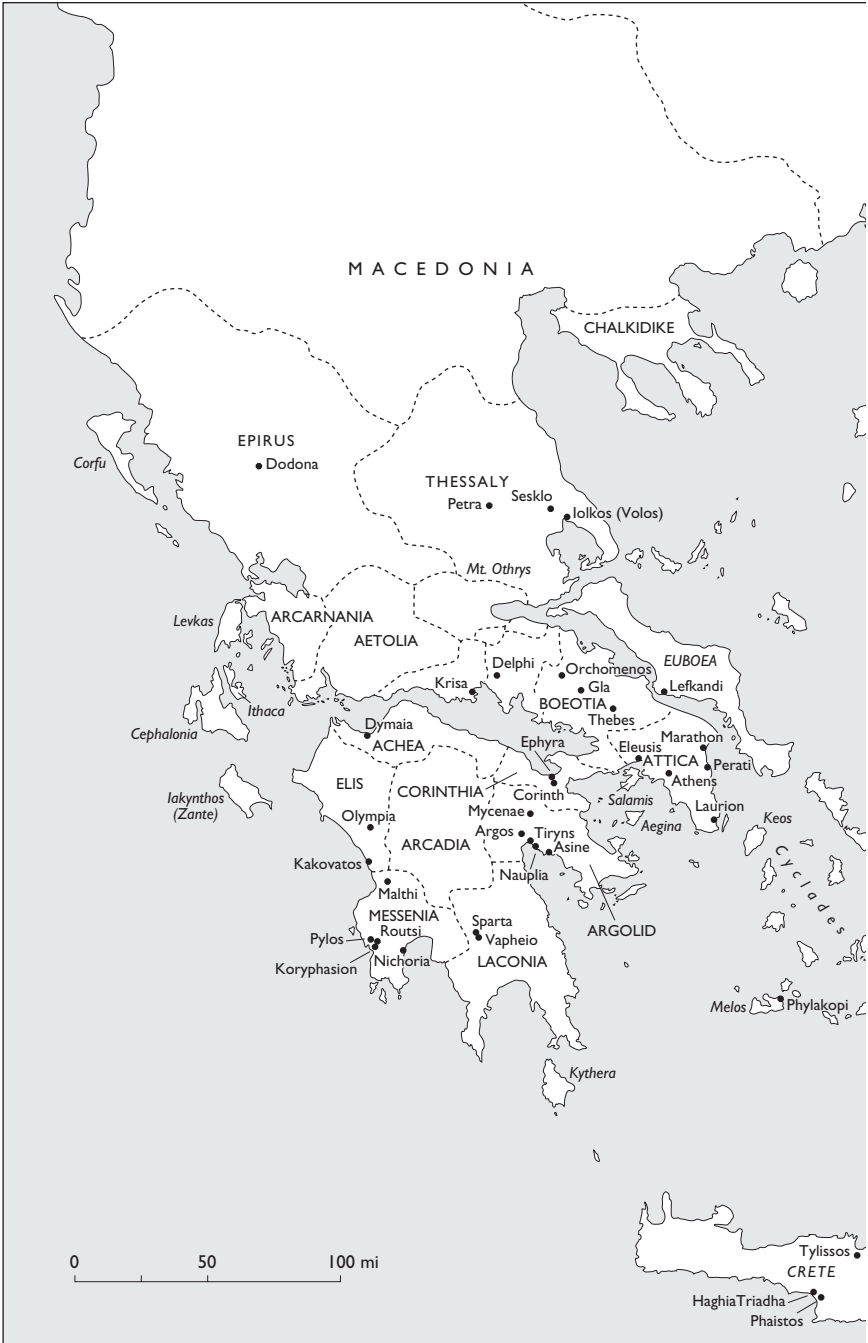 MACEDONIA
CHALKIDIKE
EPIRUS
Dodona
Corfu
THESSALY
Petra
Sesklo
Iolkos (Volos)
Mt. Othrys
Levkas
ARCARNANIA
AETOLIA
Delphi
Krisa
Orchomenos
Gla
BOEOTIA
Thebes
EUBOEA
Lefkandi
Ithaca
Cephalonia
Dymaia
ACHEA
Ephyra
Eleusis
Marathon
ATTICA
Perati
Athens
Iakynthos
(Zante)
ELIS
CORINTHIA
Corinth
Salamis
Laurion
Olympia
Mycenae
Aegina
Keos
Argos
Tiryns
ARCADIA
Asine
Cyclades
Kakovatos
Nauplia
Malthi
MESSENIA
Routsi
Sparta
ARGOLID
Pylos
Vapheio
Koryphasion
Nichoria
LACONIA
Melos
Phylakopi
Kythera
0 50 100 mi
Tylissos
CRETE
HaghiaTriadha
Phaistos